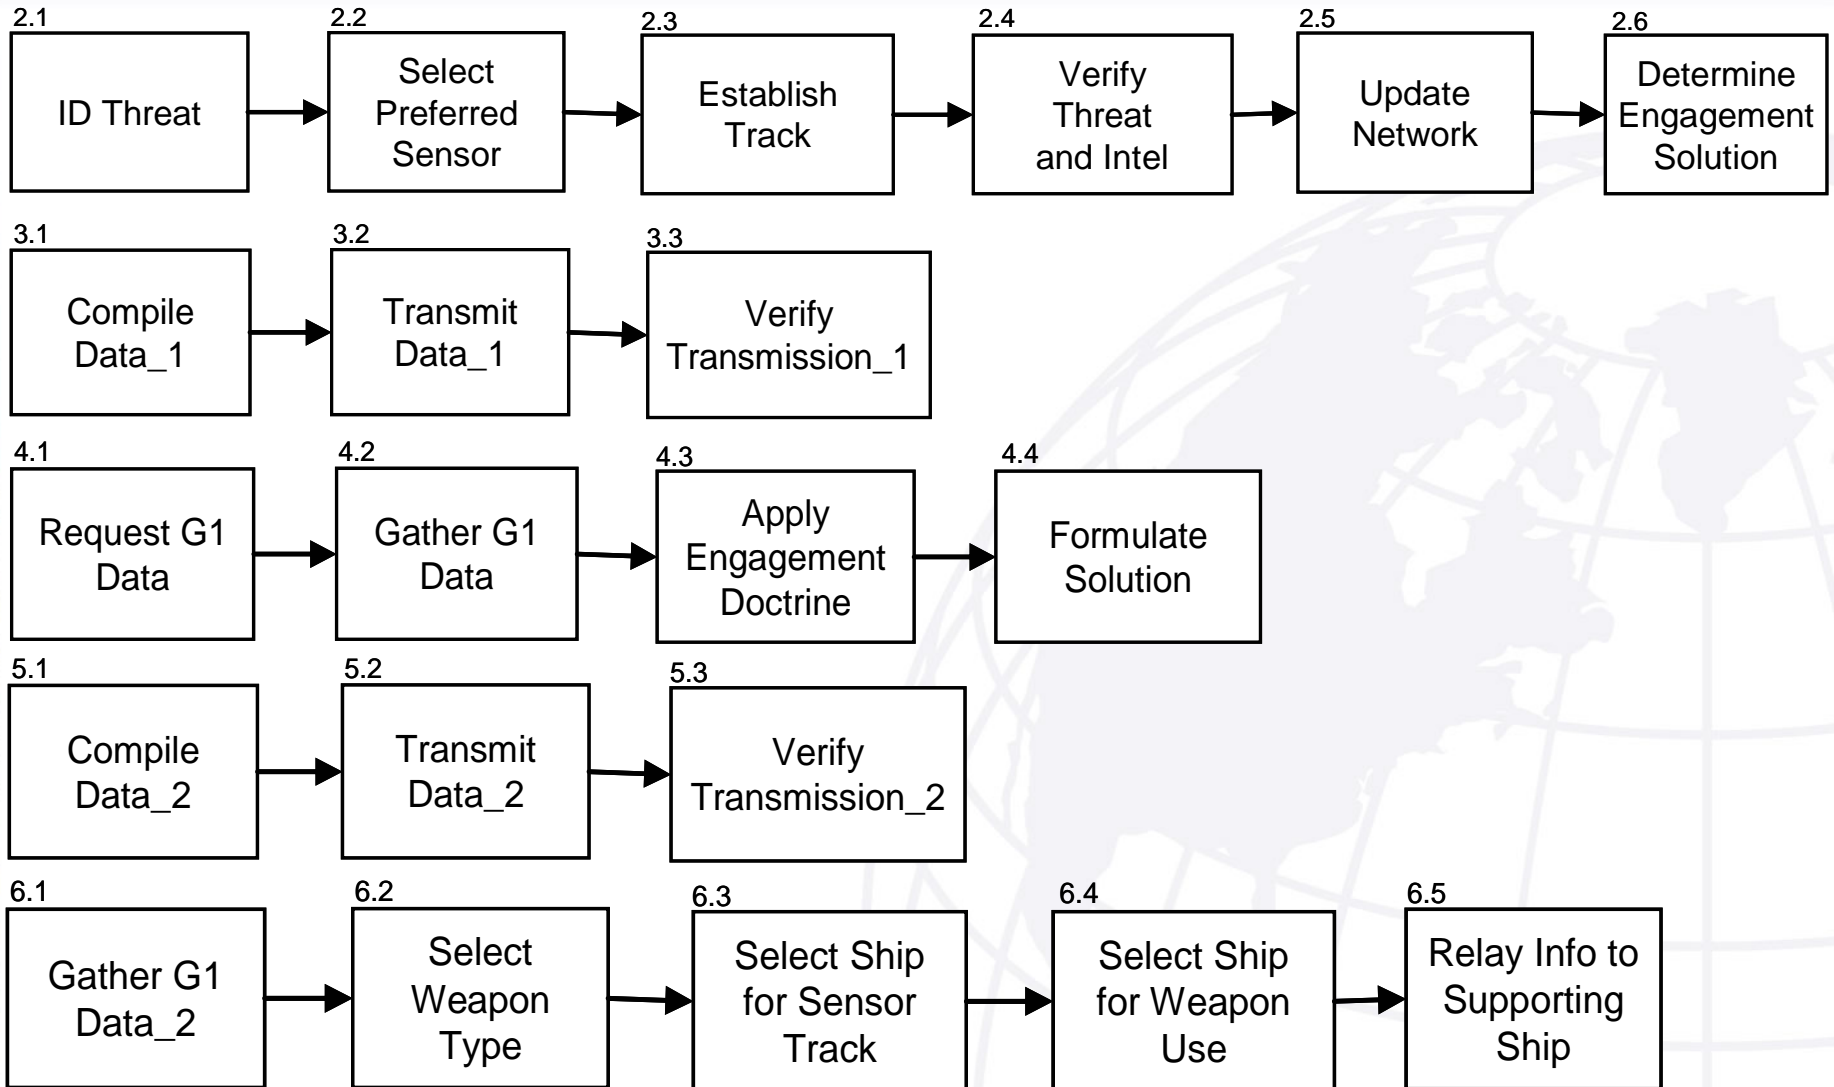 2.1
ID Threat
2.2
Select
Preferred
Sensor
2.3
Establish
Track
2.4
Verify
Threat
and Intel
2.5
Update
Network
2.6
Determine
Engagement
Solution
3.1
Compile
Data_1
3.2
Transmit
Data_1
3.3
Verify
Transmission_1
4.1
Request G1
Data
4.2
Gather G1
Data
4.3
Apply
Engagement
Doctrine
4.4
Formulate
Solution
5.1
Compile
Data_2
5.2
Transmit
Data_2
5.3
Verify
Transmission_2
6.1
Gather G1
Data_2
6.2
Select
Weapon
Type
6.3
Select Ship
for Sensor
Track
6.4
Select Ship
for Weapon
Use
6.5
Relay Info to
Supporting
Ship